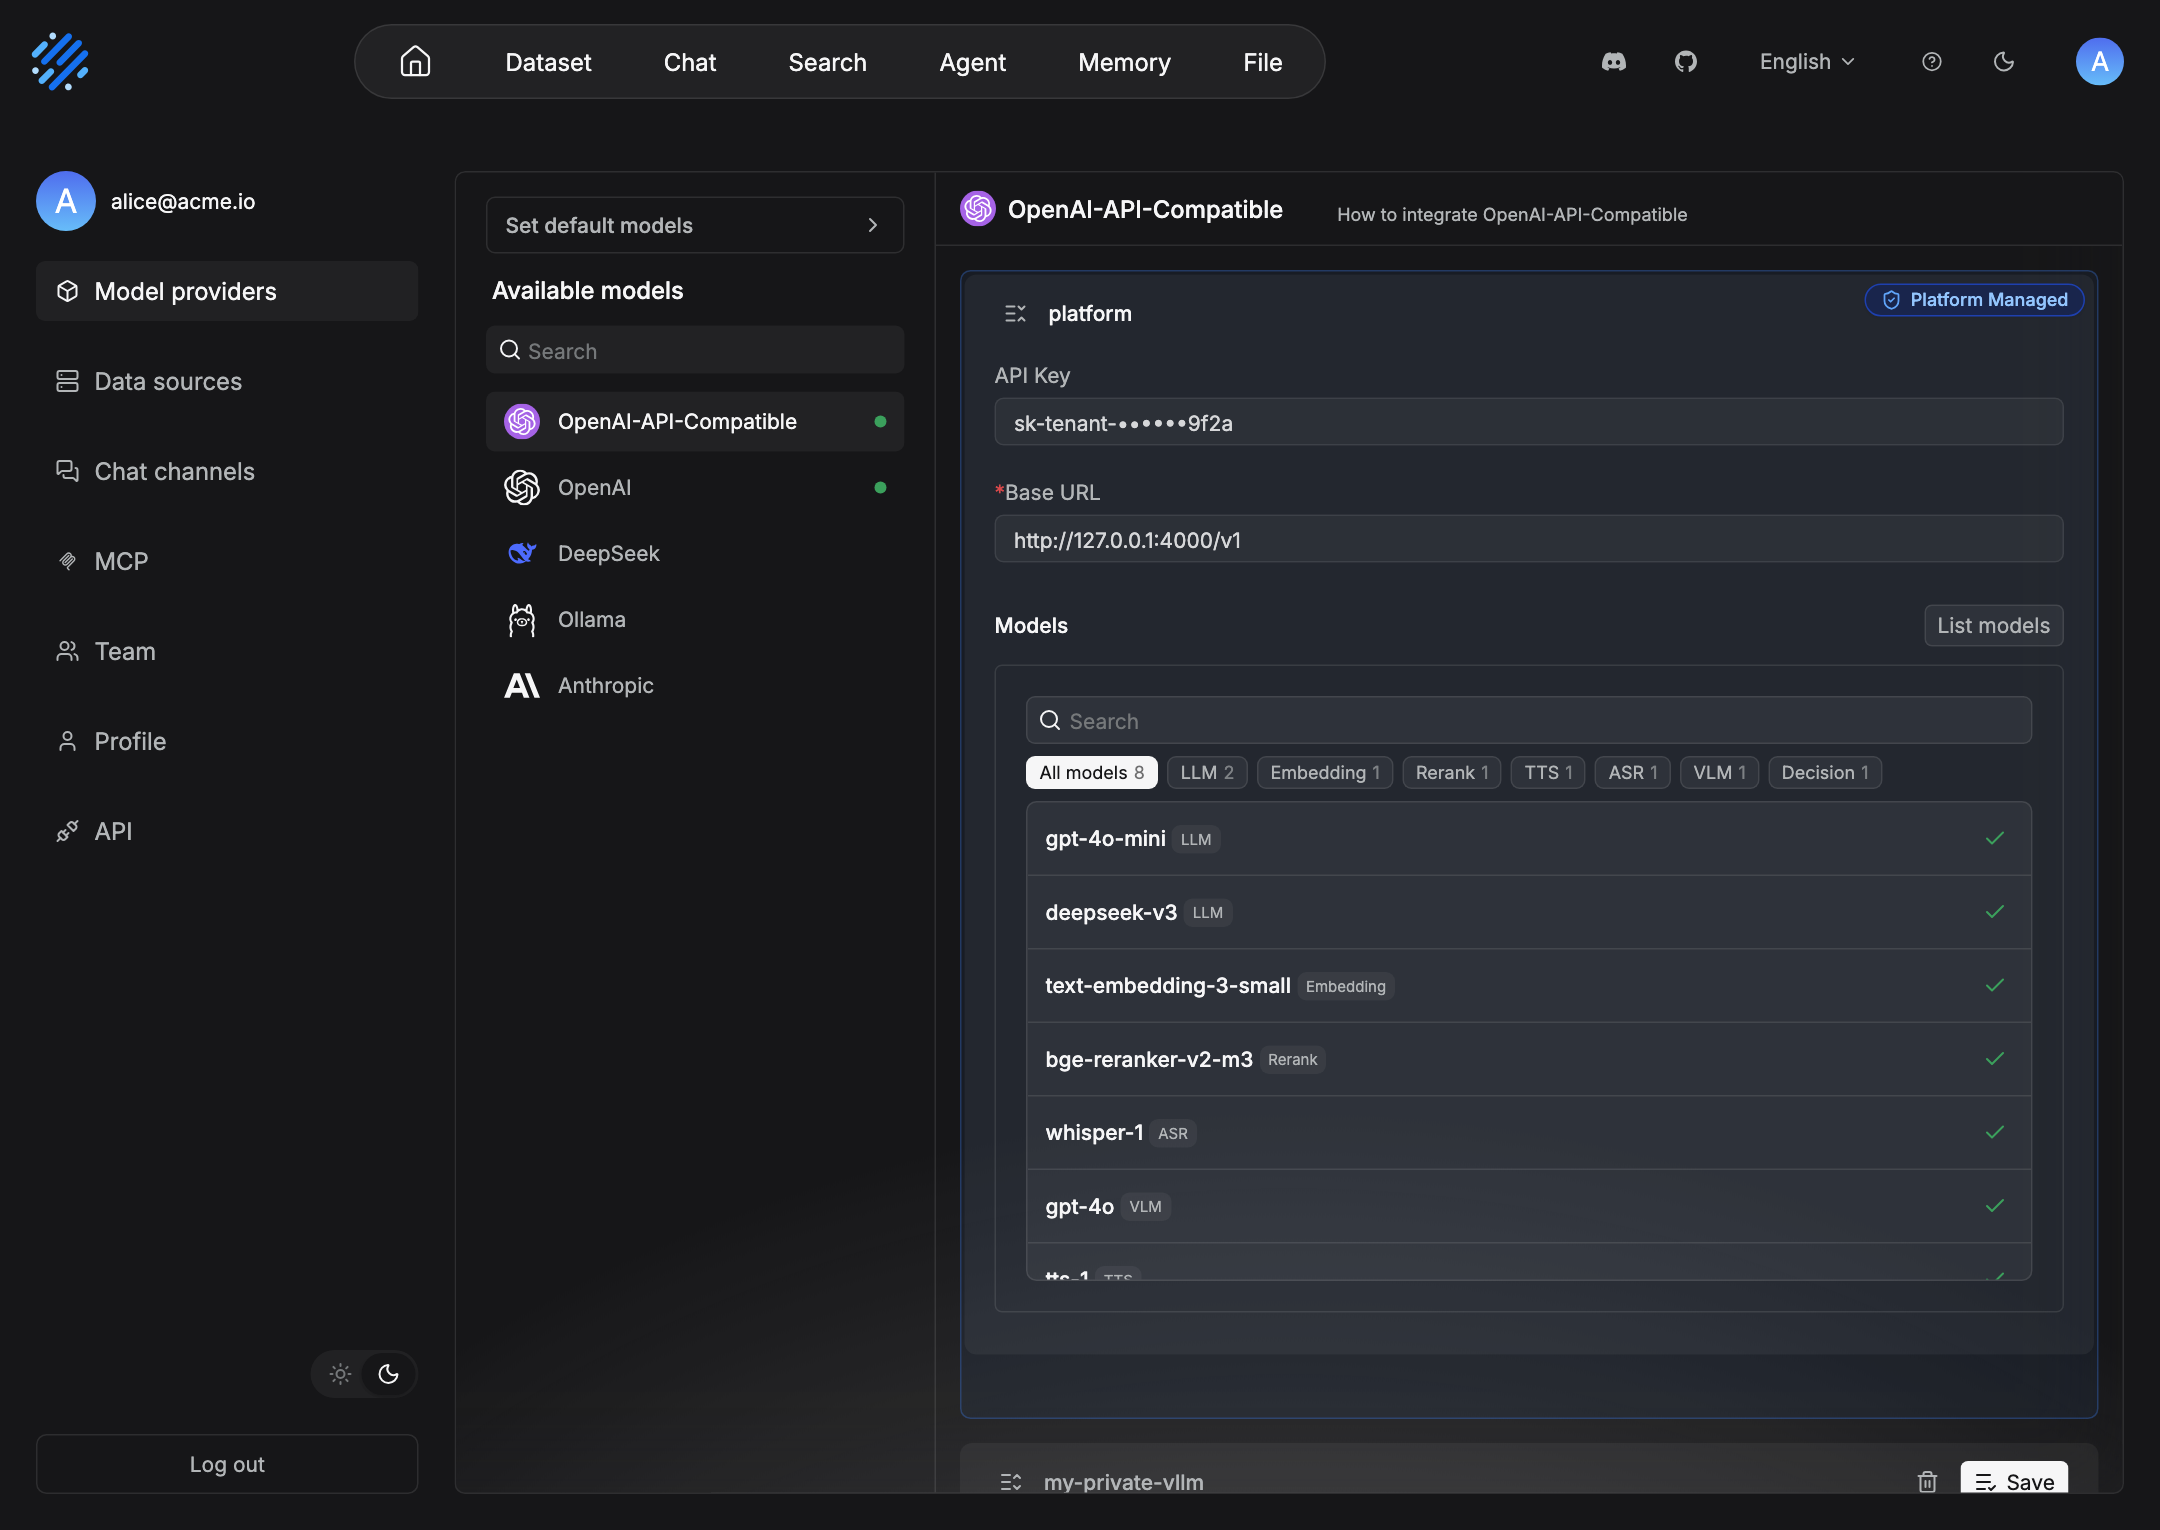 Dataset
Chat
Search
Agent
Memory
File
English
A
A
alice@acme.io
Model providers
Data sources
Chat channels
MCP
Team
Profile
API
Log out
Set default models
Available models
Search
OpenAI-API-Compatible
OpenAI
DeepSeek
Ollama
Anthropic
OpenAI-API-Compatible
How to integrate OpenAI-API-Compatible
platform
Platform Managed
API Key
sk-tenant-••••••9f2a
*Base URL
http://127.0.0.1:4000/v1
Models
List models
Search
All models 8
LLM 2
Embedding 1
Rerank 1
TTS 1
ASR 1
VLM 1
Decision 1
gpt-4o-mini LLM
deepseek-v3 LLM
text-embedding-3-small Embedding
bge-reranker-v2-m3 Rerank
whisper-1 ASR
gpt-4o VLM
tts-1 TTS
my-private-vllm
Save